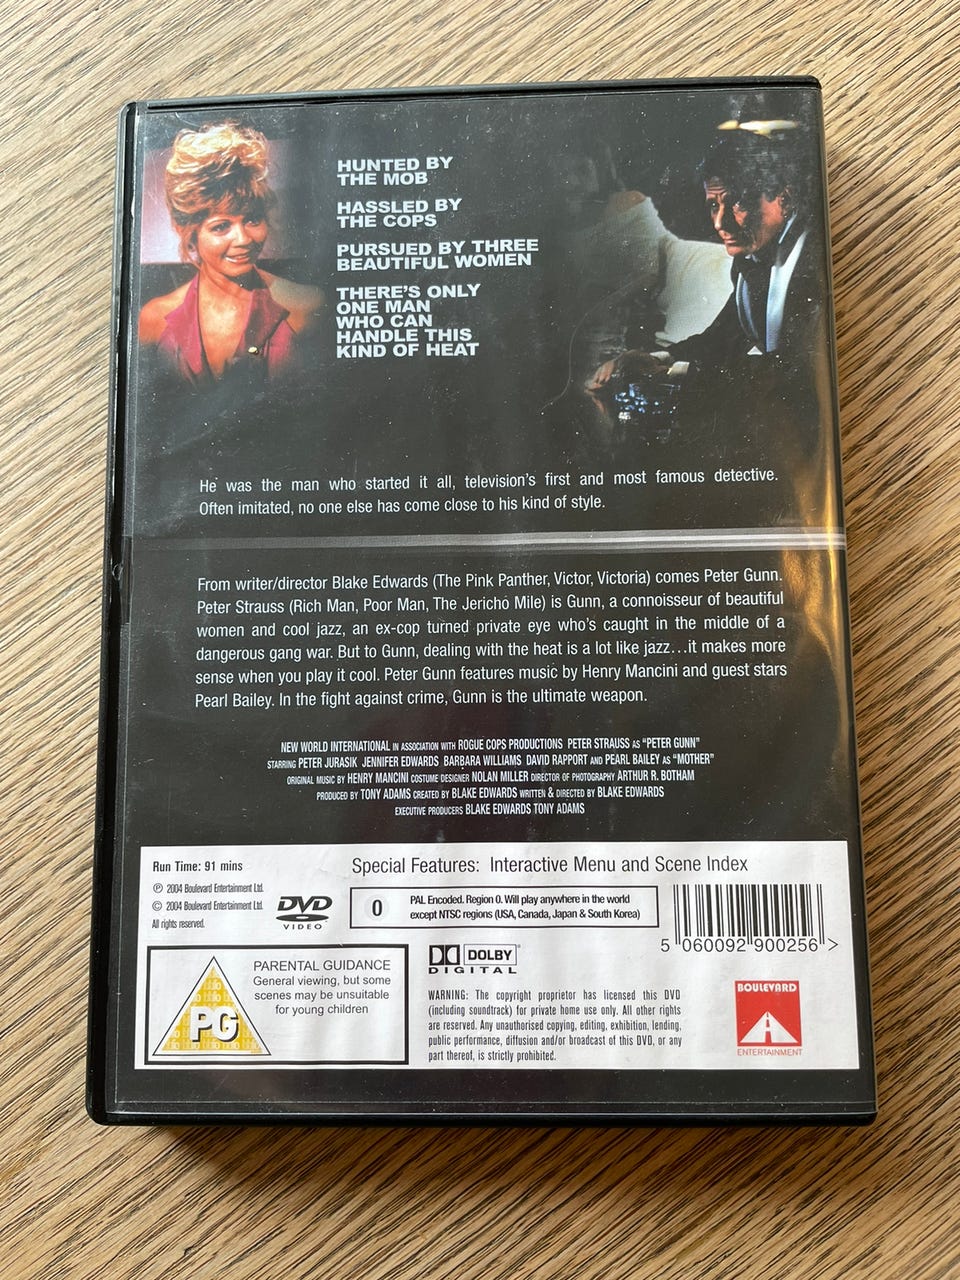 HUNTED BY
THE MOB
HASSLED BY
THE COPS
PURSUED BY THREE
BEAUTIFUL WOMEN
THERE'S ONLY
ONE MAN
WHO CAN
HANDLE THIS
KIND OF HEAT
He was the man who started it all, television's first and most famous detective.
Often imitated, no one else has come close to his kind of style.
From writer/director Blake Edwards (The Pink Panther, Victor, Victoria) comes Peter Gunn.
Peter Strauss (Rich Man, Poor Man, The Jericho Mile) is Gunn, a connoisseur of beautiful
women and cool jazz, an ex-cop turned private eye who's caught in the middle of a
dangerous gang war. But to Gunn, dealing with the heat is a lot like jazz...it makes more
sense when you play it cool. Peter Gunn features music by Henry Mancini and guest stars
Pearl Bailey. In the fight against crime, Gunn is the ultimate weapon.
NEW WORLD INTERNATIONAL IN ASSOCIATION WITH ROGUE COPS PRODUCTIONS PETER STRAUSS AS "PETER GUNN"
STARRING PETER JURASIK JENNIFER EDWARDS BARBARA WILLIAMS DAVID RAPPORT AND PEARL BAILEY AS "MOTHER"
ORIGINAL MUSIC BY HENRY MANCINI COSTUME DESIGNER NOLAN MILLER DIRECTOR OF PHOTOGRAPHY ARTHUR R. BOTHAM
PRODUCED BY TONY ADAMS CREATED BY BLAKE EDWARDS WRITTEN & DIRECTED BY BLAKE EDWARDS
EXECUTIVE PRODUCERS BLAKE EDWARDS TONY ADAMS
Run Time: 91 mins
Special Features: Interactive Menu and Scene Index
℗ 2004 Boulevard Entertainment Ltd.
© 2004 Boulevard Entertainment Ltd.
All rights reserved.
DVD
VIDEO
0
PAL Encoded. Region 0. Will play anywhere in the world
except NTSC regions (USA, Canada, Japan & South Korea)
5 060092 900256 >
DOLBY
DIGITAL
PARENTAL GUIDANCE
General viewing, but some
scenes may be unsuitable
for young children
PG
WARNING: The copyright proprietor has licensed this DVD
(including soundtrack) for private home use only. All other rights
are reserved. Any unauthorised copying, editing, exhibition, lending,
public performance, diffusion and/or broadcast of this DVD, or any
part thereof, is strictly prohibited.
BOULEVARD
ENTERTAINMENT